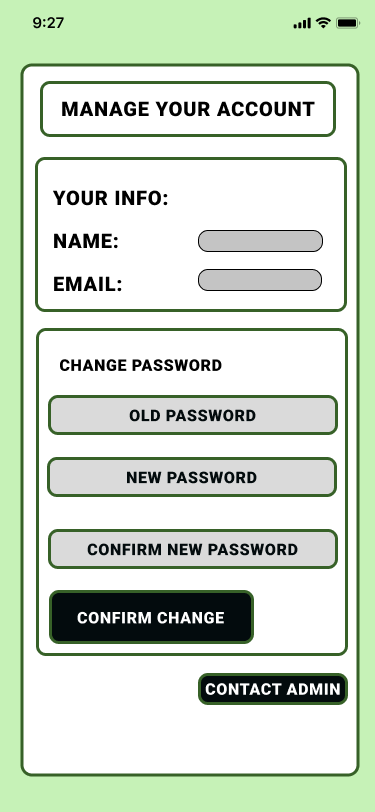 9:27
MANAGE YOUR ACCOUNT
YOUR INFO:
NAME:
EMAIL:
CHANGE PASSWORD
OLD PASSWORD
NEW PASSWORD
CONFIRM NEW PASSWORD
CONFIRM CHANGE
CONTACT ADMIN